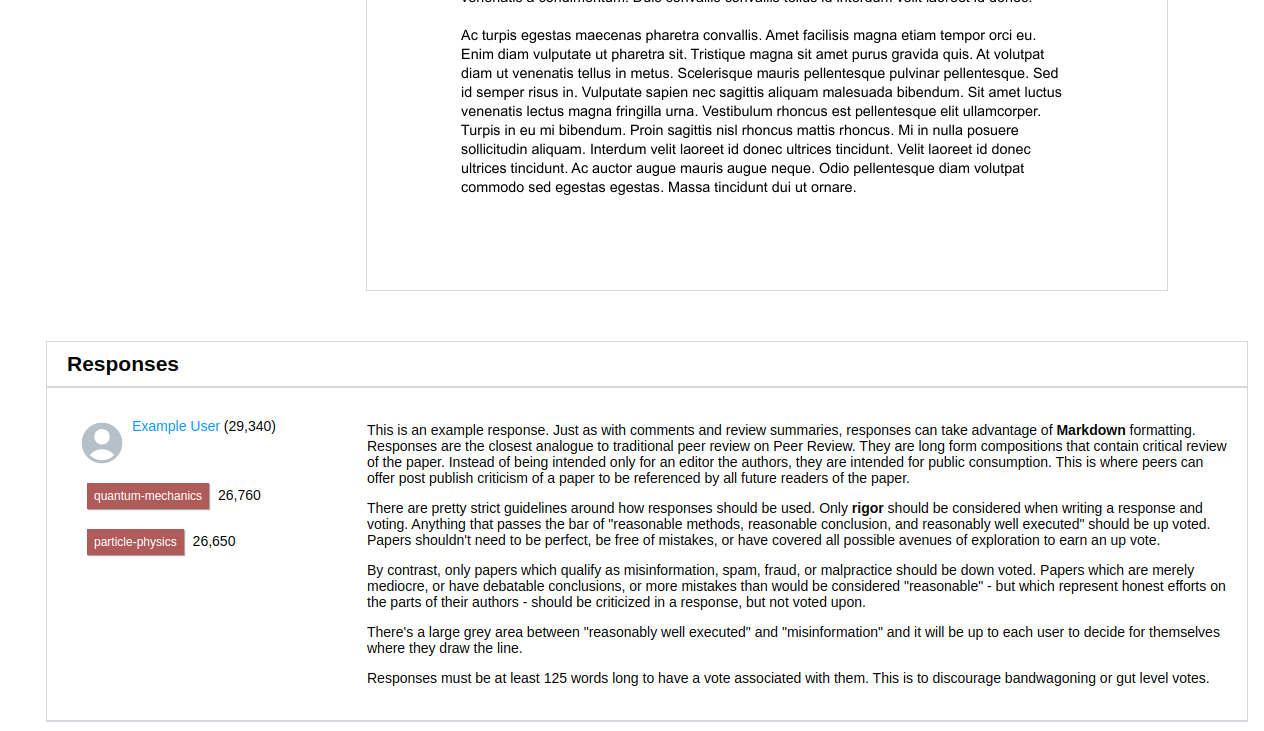 venenatis a condimentum. Duis convallis convallis tellus id interdum velit laoreet id donec.
Ac turpis egestas maecenas pharetra convallis. Amet facilisis magna etiam tempor orci eu.
Enim diam vulputate ut pharetra sit. Tristique magna sit amet purus gravida quis. At volutpat
diam ut venenatis tellus in metus. Scelerisque mauris pellentesque pulvinar pellentesque. Sed
id semper risus in. Vulputate sapien nec sagittis aliquam malesuada bibendum. Sit amet luctus
venenatis lectus magna fringilla urna. Vestibulum rhoncus est pellentesque elit ullamcorper.
Turpis in eu mi bibendum. Proin sagittis nisl rhoncus mattis rhoncus. Mi in nulla posuere
sollicitudin aliquam. Interdum velit laoreet id donec ultrices tincidunt. Velit laoreet id donec
ultrices tincidunt. Ac auctor augue mauris augue neque. Odio pellentesque diam volutpat
commodo sed egestas egestas. Massa tincidunt dui ut ornare.
Responses
Example User (29,340)
quantum-mechanics 26,760
particle-physics 26,650
This is an example response. Just as with comments and review summaries, responses can take advantage of Markdown formatting.
Responses are the closest analogue to traditional peer review on Peer Review. They are long form compositions that contain critical review
of the paper. Instead of being intended only for an editor the authors, they are intended for public consumption. This is where peers can
offer post publish criticism of a paper to be referenced by all future readers of the paper.
There are pretty strict guidelines around how responses should be used. Only rigor should be considered when writing a response and
voting. Anything that passes the bar of "reasonable methods, reasonable conclusion, and reasonably well executed" should be up voted.
Papers shouldn't need to be perfect, be free of mistakes, or have covered all possible avenues of exploration to earn an up vote.
By contrast, only papers which qualify as misinformation, spam, fraud, or malpractice should be down voted. Papers which are merely
mediocre, or have debatable conclusions, or more mistakes than would be considered "reasonable" - but which represent honest efforts on
the parts of their authors - should be criticized in a response, but not voted upon.
There's a large grey area between "reasonably well executed" and "misinformation" and it will be up to each user to decide for themselves
where they draw the line.
Responses must be at least 125 words long to have a vote associated with them. This is to discourage bandwagoning or gut level votes.